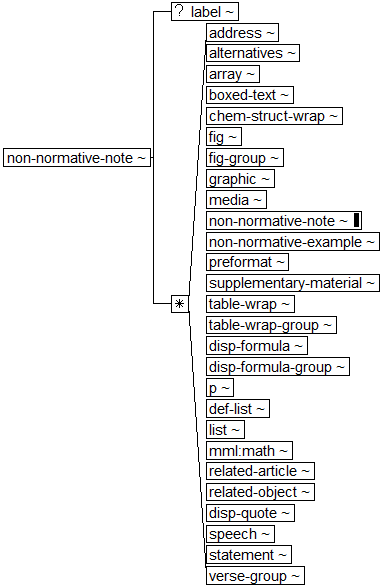 ? label ~
address ~
alternatives ~
array ~
boxed-text ~
chem-struct-wrap ~
fig ~
non-normative-note ~
fig-group ~
graphic ~
media ~
non-normative-note ~
non-normative-example ~
preformat ~
supplementary-material ~
* table-wrap ~
table-wrap-group ~
disp-formula ~
disp-formula-group ~
p ~
def-list ~
list ~
mml:math ~
related-article ~
related-object ~
disp-quote ~
speech ~
statement ~
verse-group ~